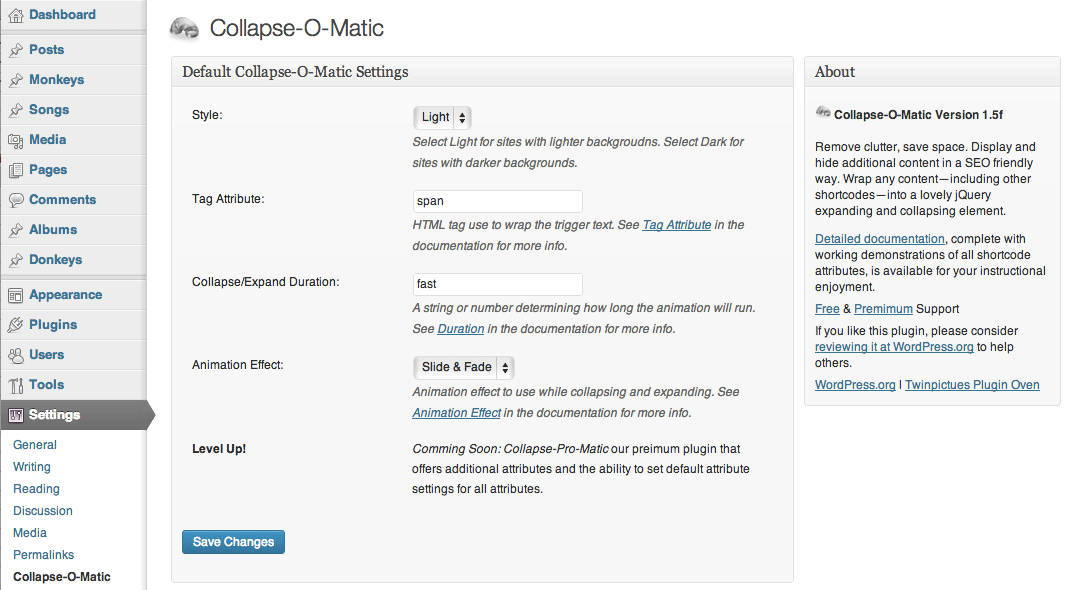 Dashboard
Posts
Monkeys
Songs
Media
Pages
Comments
Albums
Donkeys
Appearance
Plugins
Users
Tools
Settings
General
Writing
Reading
Discussion
Media
Permalinks
Collapse-O-Matic
Collapse-O-Matic
Default Collapse-O-Matic Settings
Style:
Light
Select Light for sites with lighter backgroudns. Select Dark for
sites with darker backgrounds.
Tag Attribute:
span
HTML tag use to wrap the trigger text. See Tag Attribute in the
documentation for more info.
Collapse/Expand Duration:
fast
A string or number determining how long the animation will run.
See Duration in the documentation for more info.
Animation Effect:
Slide & Fade
Animation effect to use while collapsing and expanding. See
Animation Effect in the documentation for more info.
Level Up!
Comming Soon: Collapse-Pro-Matic our preimum plugin that
offers additional attributes and the ability to set default attribute
settings for all attributes.
Save Changes
About
Collapse-O-Matic Version 1.5f
Remove clutter, save space. Display and
hide additional content in a SEO friendly
way. Wrap any content—including other
shortcodes—into a lovely jQuery
expanding and collapsing element.
Detailed documentation, complete with
working demonstrations of all shortcode
attributes, is available for your instructional
enjoyment.
Free & Premimum Support
If you like this plugin, please consider
reviewing it at WordPress.org to help
others.
WordPress.org | Twinpictues Plugin Oven